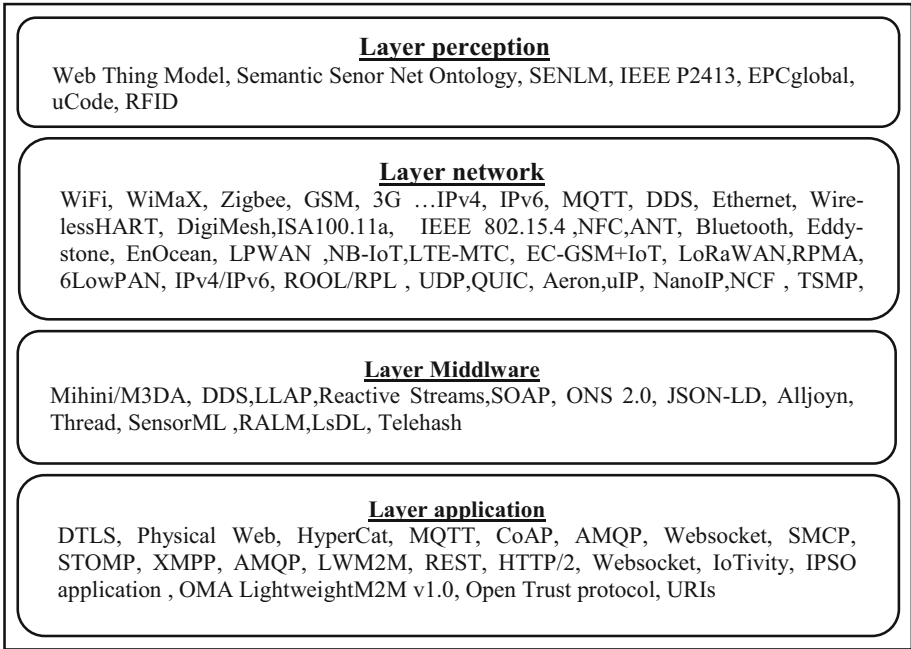 Layer perception
Web Thing Model, Semantic Senor Net Ontology, SENLM, IEEE P2413, EPCglobal,
uCode, RFID
Layer network
WiFi, WiMaX, Zigbee, GSM, 3G …IPv4, IPv6, MQTT, DDS, Ethernet, Wire-
lessHART, DigiMesh,ISA100.11a, IEEE 802.15.4 ,NFC,ANT, Bluetooth, Eddy-
stone, EnOcean, LPWAN ,NB-IoT,LTE-MTC, EC-GSM+IoT, LoRaWAN,RPMA,
6LowPAN, IPv4/IPv6, ROOL/RPL , UDP,QUIC, Aeron,uIP, NanoIP,NCF , TSMP,
Layer Middlware
Mihini/M3DA, DDS,LLAP,Reactive Streams,SOAP, ONS 2.0, JSON-LD, Alljoyn,
Thread, SensorML ,RALM,LsDL, Telehash
Layer application
DTLS, Physical Web, HyperCat, MQTT, CoAP, AMQP, Websocket, SMCP,
STOMP, XMPP, AMQP, LWM2M, REST, HTTP/2, Websocket, IoTivity, IPSO
application , OMA LightweightM2M v1.0, Open Trust protocol, URIs